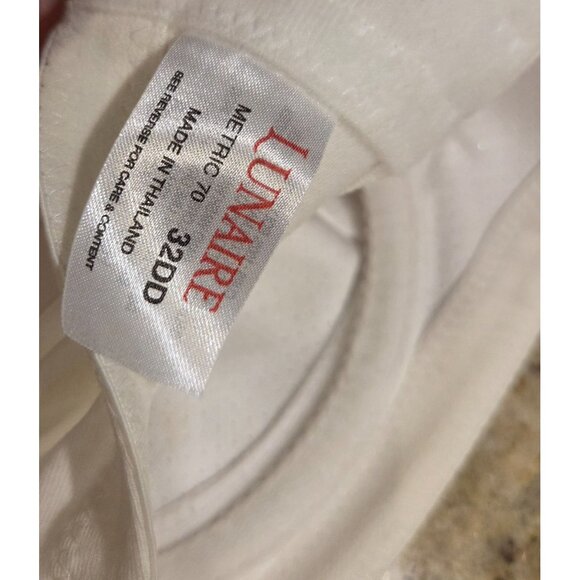 LUNAIRE
METRIC 70 32DD
MADE IN THAILAND
SEE REVERSE FOR CARE & CONTENT